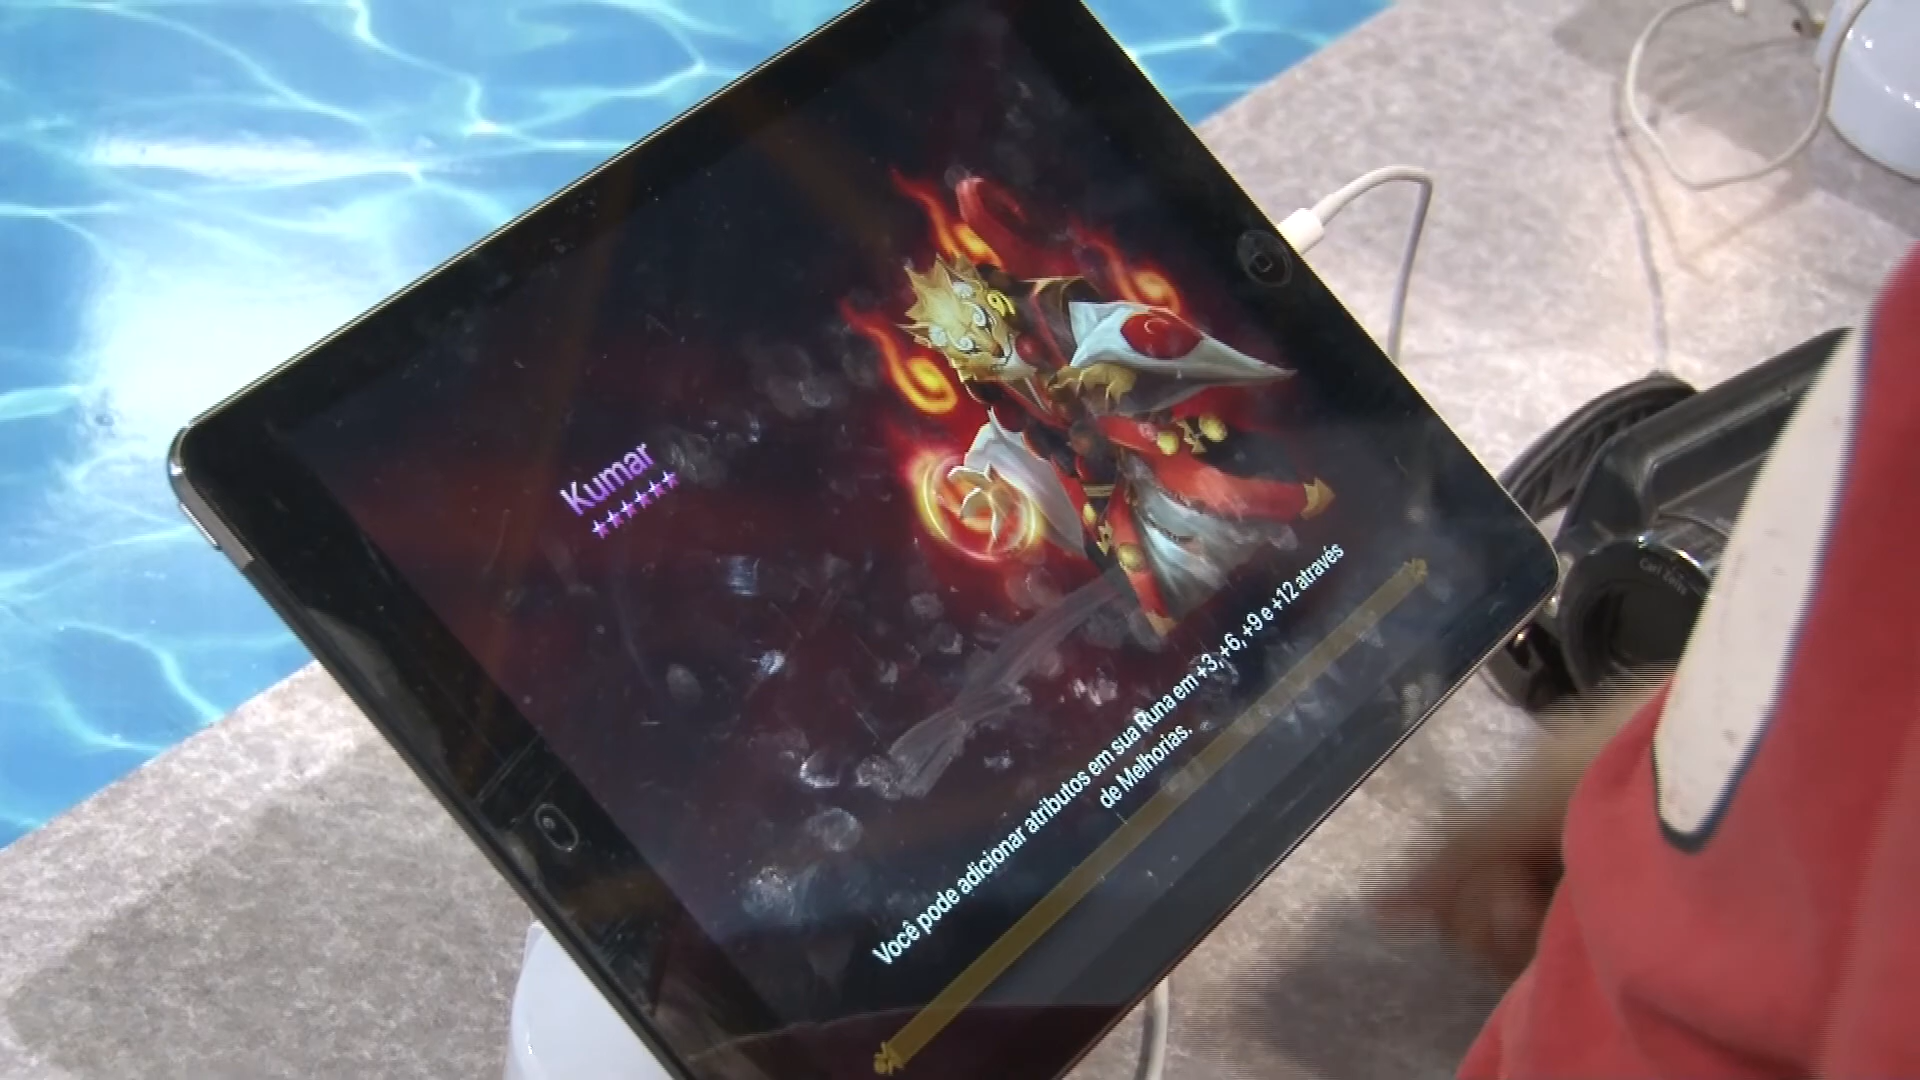 Kumar
Você pode adicionar atributos em sua Runa em +3, +6, +9 e +12 através
de Melhorias.